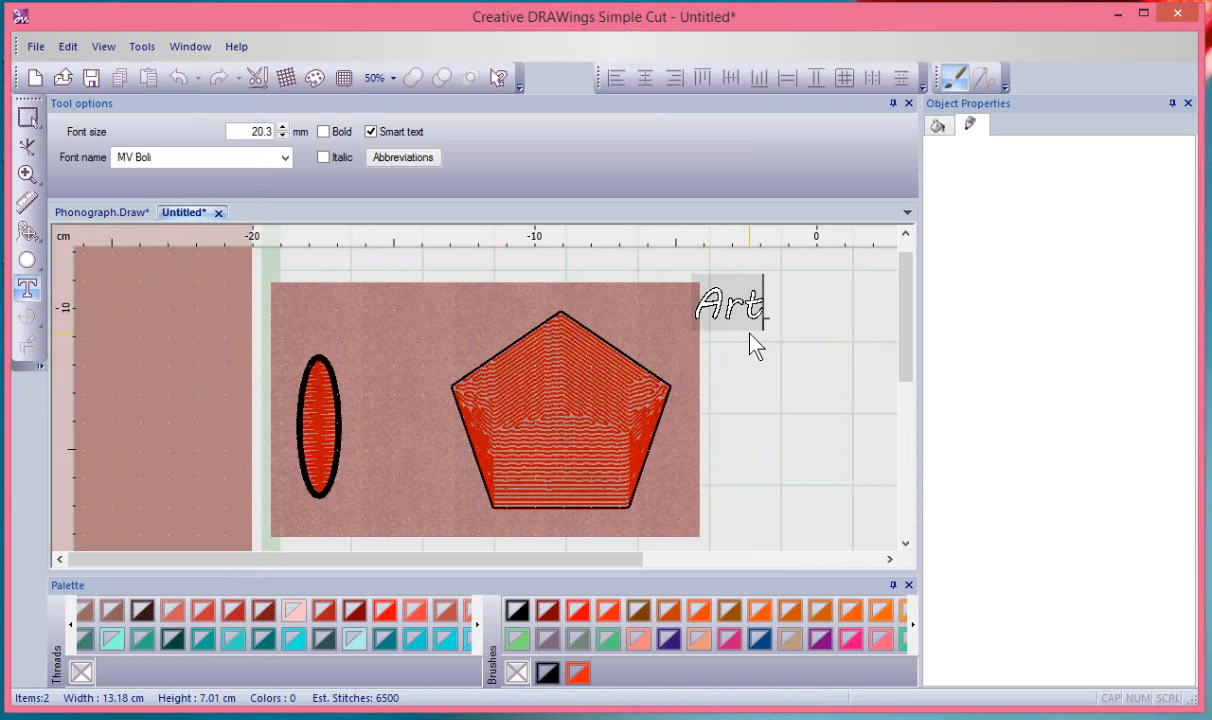 Creative DRAWings Simple Cut - Untitled*
File Edit View Tools Window Help
50%
Tool options
Object Properties
Font size 20.3 mm Bold Smart text
Font name MV Boli Italic Abbreviations
Phonograph.Draw* Untitled*
cm -20 -10 0
-10
Art
Palette
Threads
Brushes
Items:2 Width : 13.18 cm Height : 7.01 cm Colors : 0 Est. Stitches: 6500 CAP NUM SCRL